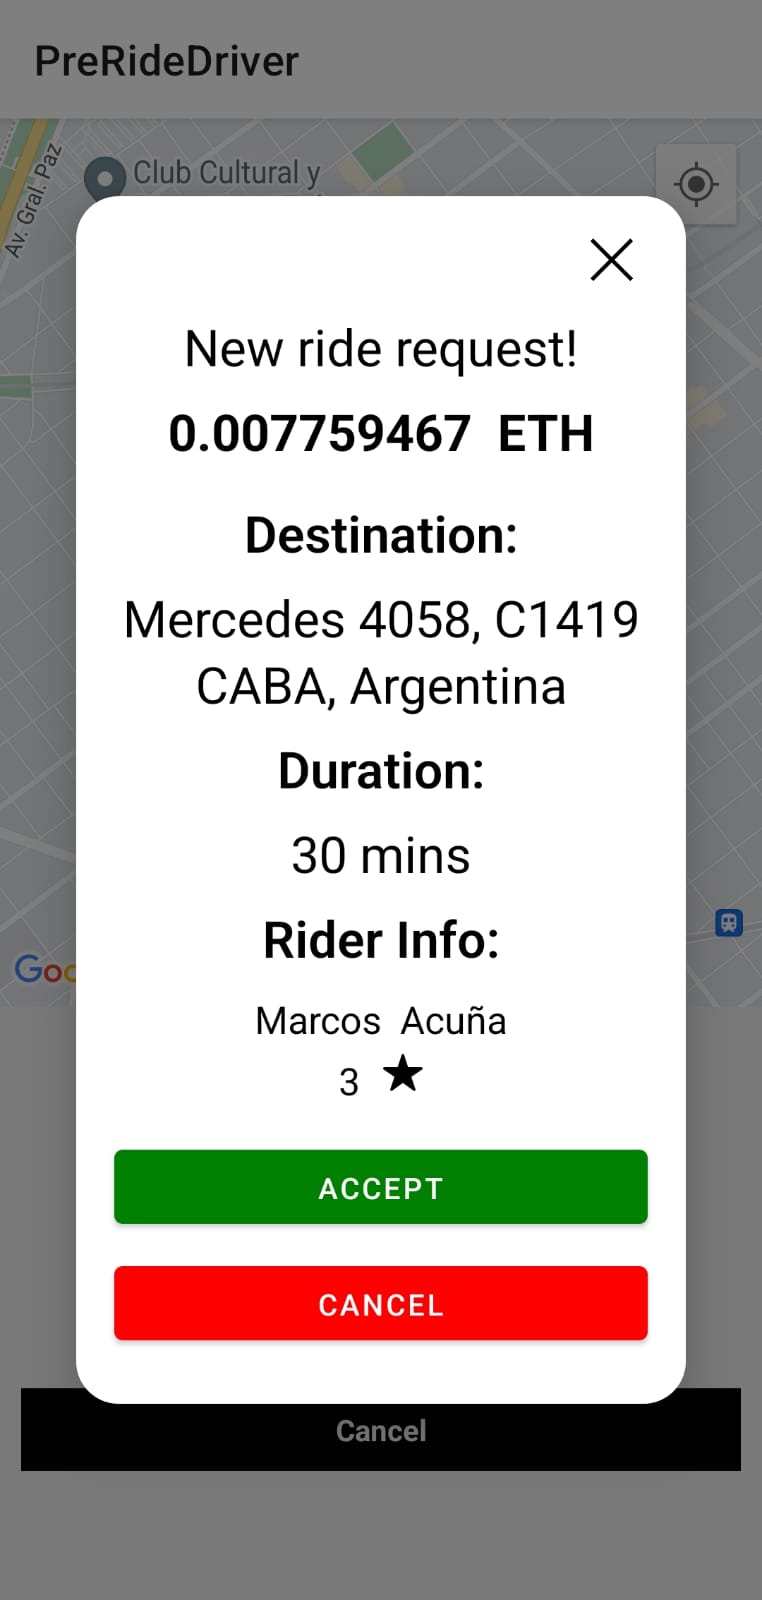 PreRideDriver
Club Cultural y
Av. Gral. Paz
New ride request!
0.007759467 ETH
Destination:
Mercedes 4058, C1419
CABA, Argentina
Duration:
30 mins
Rider Info:
Marcos Acuña
3 ★
ACCEPT
CANCEL
Goo
Cancel